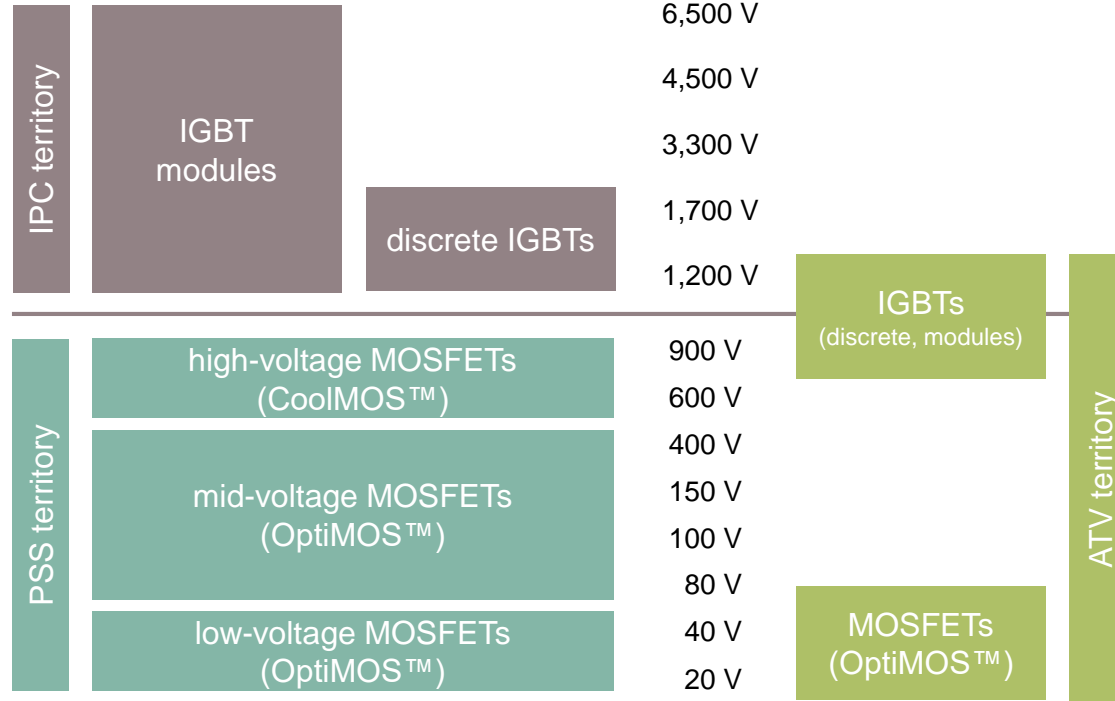 IPC territory
IGBT
modules
discrete IGBTs
6,500 V
4,500 V
3,300 V
1,700 V
1,200 V
IGBTs
(discrete, modules)
PSS territory
high-voltage MOSFETs
(CoolMOS™)
mid-voltage MOSFETs
(OptiMOS™)
low-voltage MOSFETs
(OptiMOS™)
900 V
600 V
400 V
150 V
100 V
80 V
40 V
20 V
MOSFETs
(OptiMOS™)
ATV territory